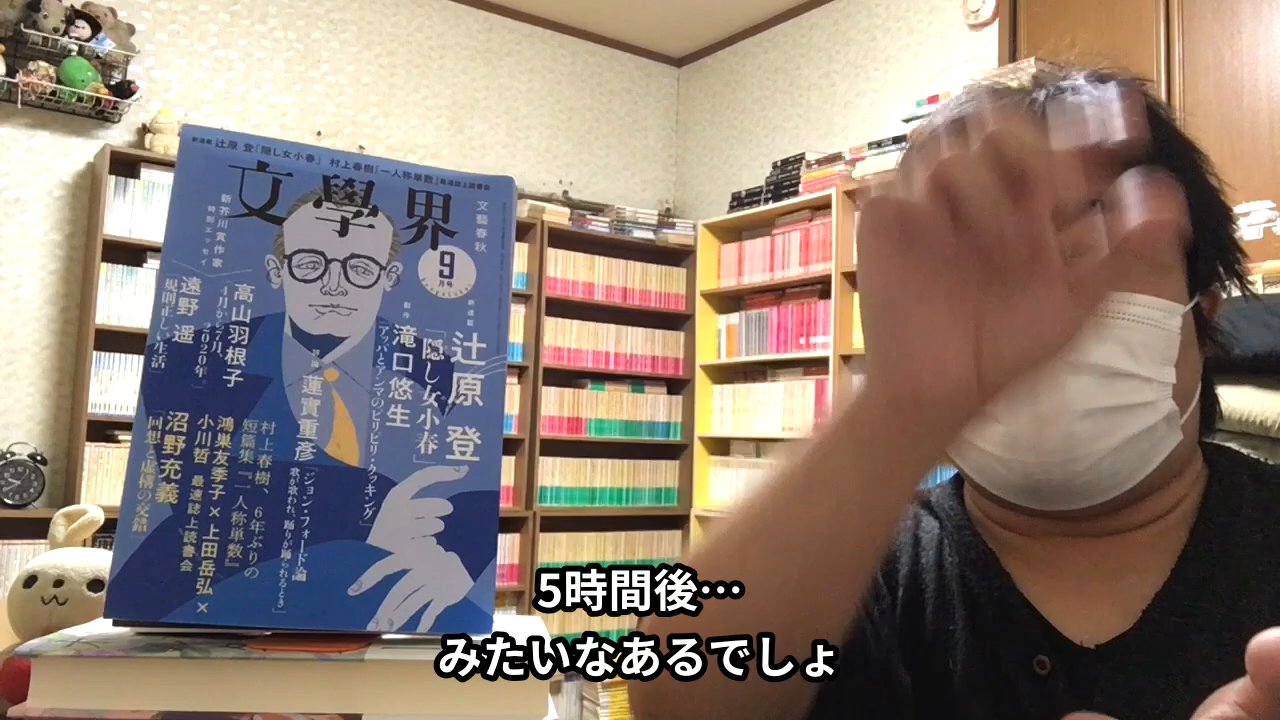 新連載 辻原 登「隠し女小春」 村上春樹『一人称単数』最速誌上読書会
文學界
文藝春秋
9
月号
新連載
辻原 登
「隠し女小春」
創作
滝口悠生
「アッパとアンマのピリピリ・クッキング」
評論
蓮實重彦
「ジョン・フォード論
歌が歌われ、踊りが踊られるとき」
新芥川賞作家
特別エッセイ
高山羽根子
「4月から7月、
2020年。」
遠野 遥
「規則正しい生活」
村上春樹、6年ぶりの
短篇集『一人称単数』
鴻巣友季子×上田岳弘×
小川哲 最速誌上読書会
沼野充義
「回想と虚構の交錯」
5時間後…
みたいなあるでしょ